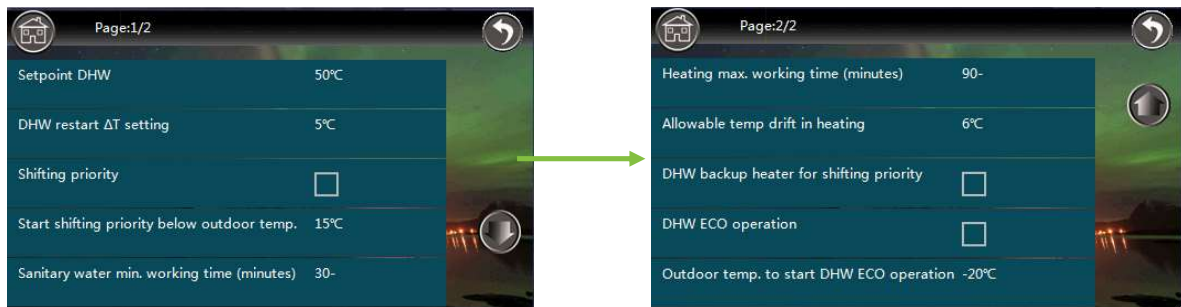 Page:1/2
Setpoint DHW 50℃
DHW restart ΔT setting 5℃
Shifting priority
Start shifting priority below outdoor temp. 15℃
Sanitary water min. working time (minutes) 30-
Page:2/2
Heating max. working time (minutes) 90-
Allowable temp drift in heating 6℃
DHW backup heater for shifting priority
DHW ECO operation
Outdoor temp. to start DHW ECO operation -20℃